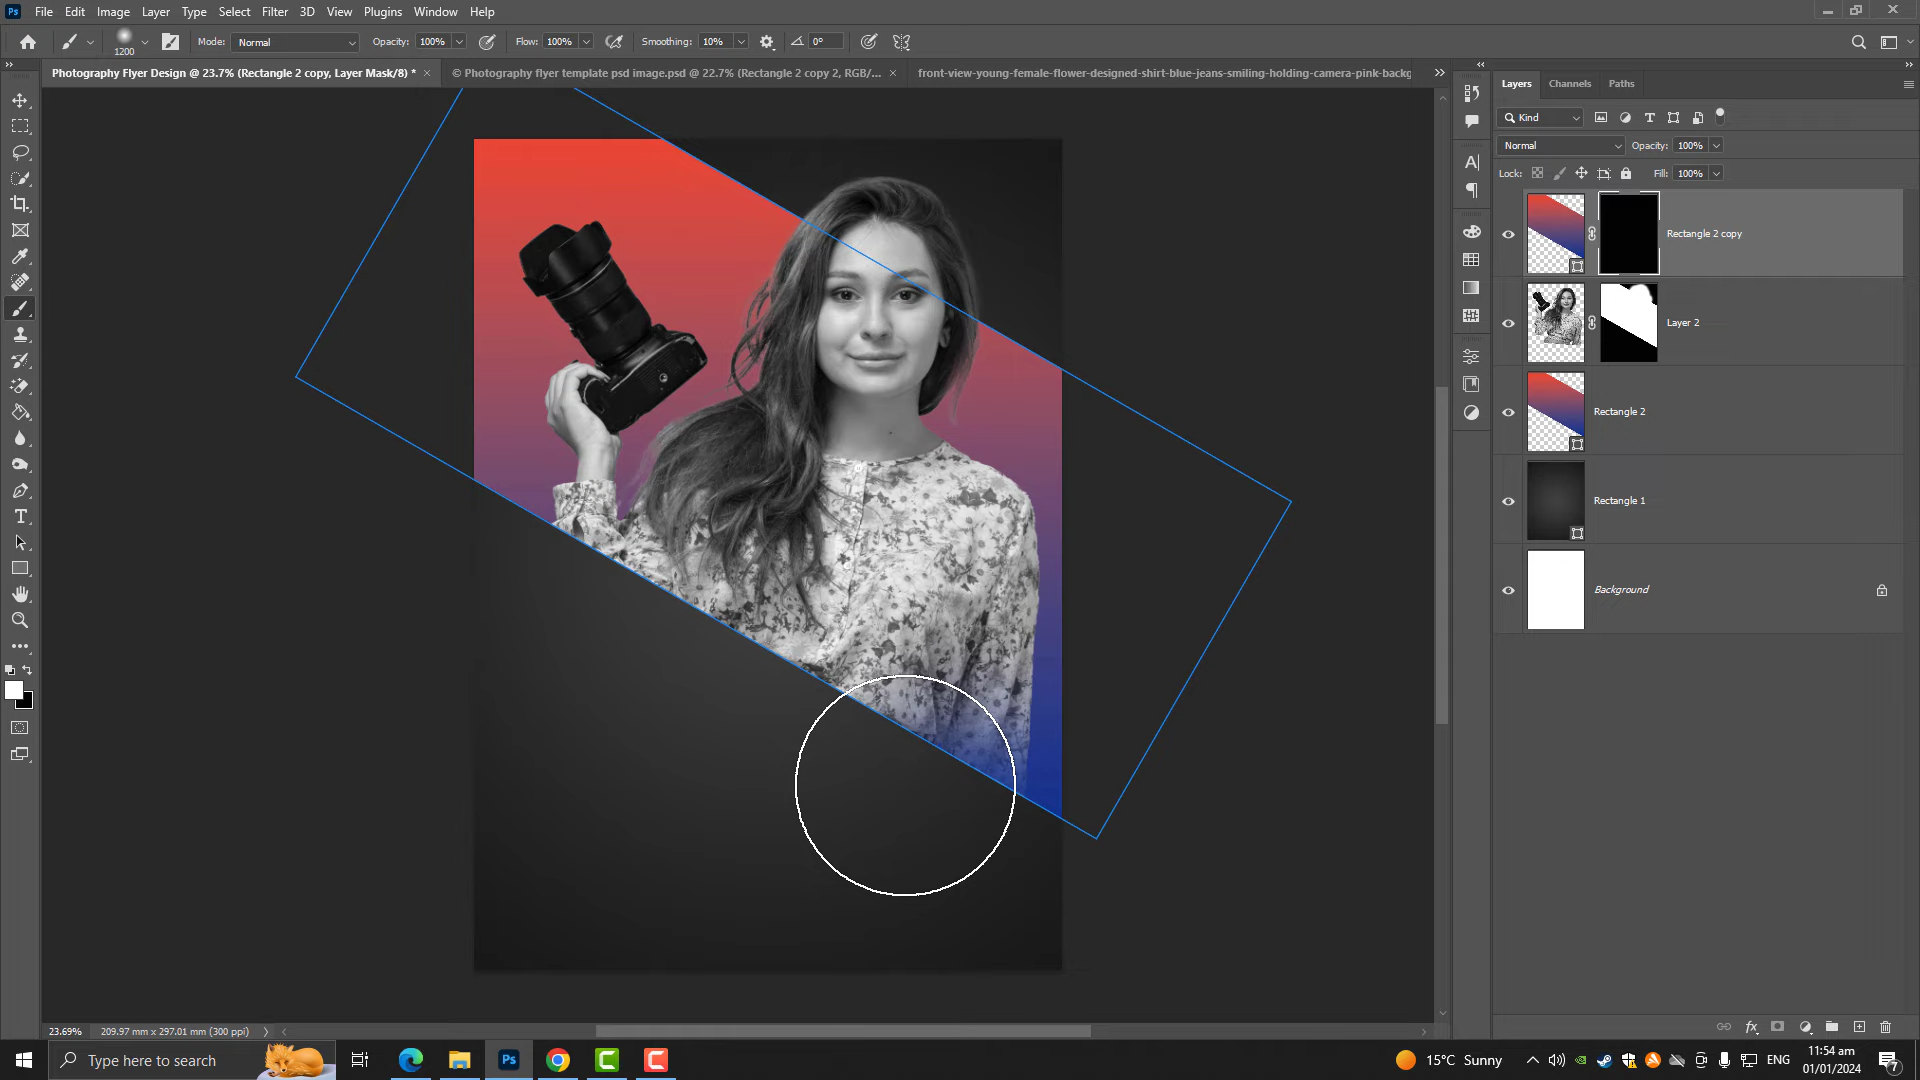 Ps File Edit Image Layer Type Select Filter 3D View Plugins Window Help
1200 Mode: Normal Opacity: 100% Flow: 100% Smoothing: 10% 0°
Photography Flyer Design @ 23.7% (Rectangle 2 copy, Layer Mask/8) * × © Photography flyer template psd image.psd @ 22.7% (Rectangle 2 copy 2, RGB/... × front-view-young-female-flower-designed-shirt-blue-jeans-smiling-holding-camera-pink-backg
Layers Channels Paths
Kind
Normal Opacity: 100%
Lock: Fill: 100%
Rectangle 2 copy
Layer 2
Rectangle 2
Rectangle 1
Background
23.69% 209.97 mm x 297.01 mm (300 ppi)
Type here to search
Ps
15°C Sunny
ENG
11:54 am
01/01/2024
7